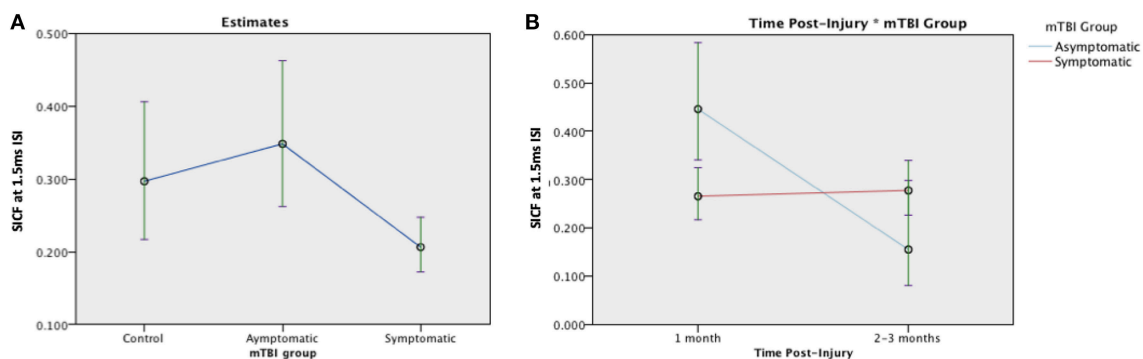 A
Estimates
0.500
0.400
0.300
0.200
0.100
SICF at 1.5ms ISI
Control
Aymptomatic
Symptomatic
mTBI group
B
Time Post-Injury * mTBI Group
0.600
0.500
0.400
0.300
0.200
0.100
0.000
SICF at 1.5ms ISI
1 month
2-3 months
Time Post-Injury
mTBI Group
Asymptomatic
Symptomatic